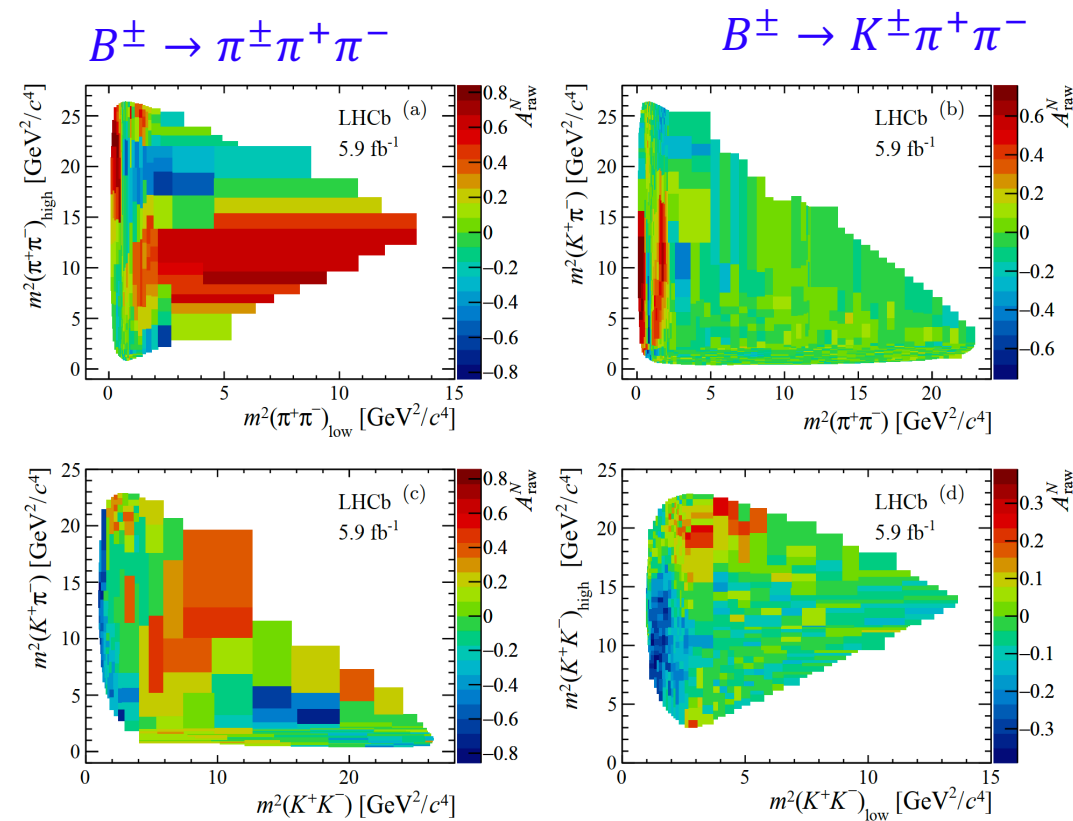 B± → π±π⁺π⁻
B± → K±π⁺π⁻
m²(π⁺π⁻)high [GeV²/c⁴]
25
20
15
10
5
0
LHCb
5.9 fb⁻¹
(a)
0.8
0.6
0.4
0.2
0
−0.2
−0.4
−0.6
−0.8
A^N_raw
0 5 10 15
m²(π⁺π⁻)low [GeV²/c⁴]
m²(K⁺π⁻) [GeV²/c⁴]
25
20
15
10
5
0
LHCb
5.9 fb⁻¹
(b)
0.6
0.4
0.2
0
−0.2
−0.4
−0.6
A^N_raw
0 5 10 15 20
m²(π⁺π⁻) [GeV²/c⁴]
m²(K⁺π⁻) [GeV²/c⁴]
25
20
15
10
5
0
LHCb
5.9 fb⁻¹
(c)
0.8
0.6
0.4
0.2
0
−0.2
−0.4
−0.6
−0.8
A^N_raw
0 10 20
m²(K⁺K⁻) [GeV²/c⁴]
m²(K⁺K⁻)high [GeV²/c⁴]
25
20
15
10
5
0
LHCb
5.9 fb⁻¹
(d)
0.3
0.2
0.1
0
−0.1
−0.2
−0.3
A^N_raw
0 5 10 15
m²(K⁺K⁻)low [GeV²/c⁴]